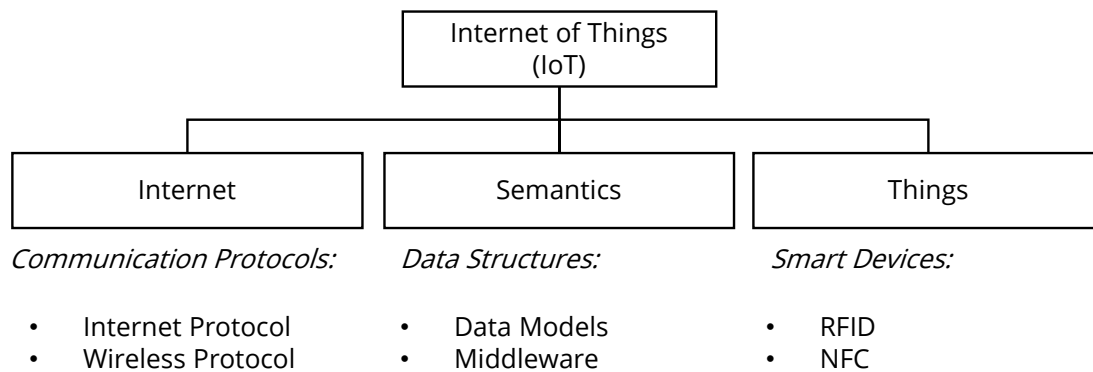 Internet of Things
(IoT)
Internet
Semantics
Things
Communication Protocols:
Data Structures:
Smart Devices:
• Internet Protocol
• Wireless Protocol
• Data Models
• Middleware
• RFID
• NFC